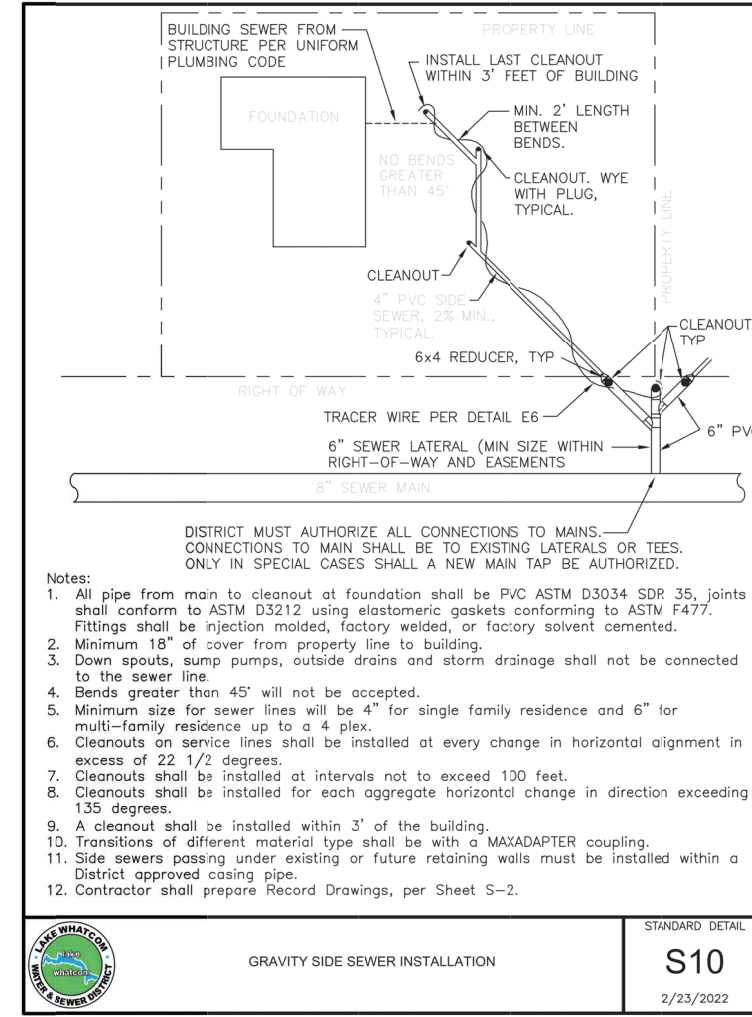 BUILDING SEWER FROM
STRUCTURE PER UNIFORM
PLUMBING CODE
PROPERTY LINE
INSTALL LAST CLEANOUT
WITHIN 3' FEET OF BUILDING
FOUNDATION
MIN. 2' LENGTH
BETWEEN
BENDS.
NO BENDS
GREATER
THAN 45°
CLEANOUT. WYE
WITH PLUG,
TYPICAL.
PROPERTY LINE
CLEANOUT
4" PVC SIDE
SEWER, 2% MIN.,
TYPICAL.
CLEANOUT
TYP
6x4 REDUCER, TYP
RIGHT OF WAY
TRACER WIRE PER DETAIL E6
6" PVC
6" SEWER LATERAL (MIN SIZE WITHIN
RIGHT-OF-WAY AND EASEMENTS
8" SEWER MAIN
DISTRICT MUST AUTHORIZE ALL CONNECTIONS TO MAINS.
CONNECTIONS TO MAIN SHALL BE TO EXISTING LATERALS OR TEES.
ONLY IN SPECIAL CASES SHALL A NEW MAIN TAP BE AUTHORIZED.
Notes:
1. All pipe from main to cleanout at foundation shall be PVC ASTM D3034 SDR 35, joints
shall conform to ASTM D3212 using elastomeric gaskets conforming to ASTM F477.
Fittings shall be injection molded, factory welded, or factory solvent cemented.
2. Minimum 18" of cover from property line to building.
3. Down spouts, sump pumps, outside drains and storm drainage shall not be connected
to the sewer line.
4. Bends greater than 45° will not be accepted.
5. Minimum size for sewer lines will be 4" for single family residence and 6" for
multi-family residence up to a 4 plex.
6. Cleanouts on service lines shall be installed at every change in horizontal alignment in
excess of 22 1/2 degrees.
7. Cleanouts shall be installed at intervals not to exceed 100 feet.
8. Cleanouts shall be installed for each aggregate horizontal change in direction exceeding
135 degrees.
9. A cleanout shall be installed within 3' of the building.
10. Transitions of different material type shall be with a MAXADAPTER coupling.
11. Side sewers passing under existing or future retaining walls must be installed within a
District approved casing pipe.
12. Contractor shall prepare Record Drawings, per Sheet S-2.
LAKE WHATCOM
lake
whatcom
WATER & SEWER DISTRICT
GRAVITY SIDE SEWER INSTALLATION
STANDARD DETAIL
S10
2/23/2022